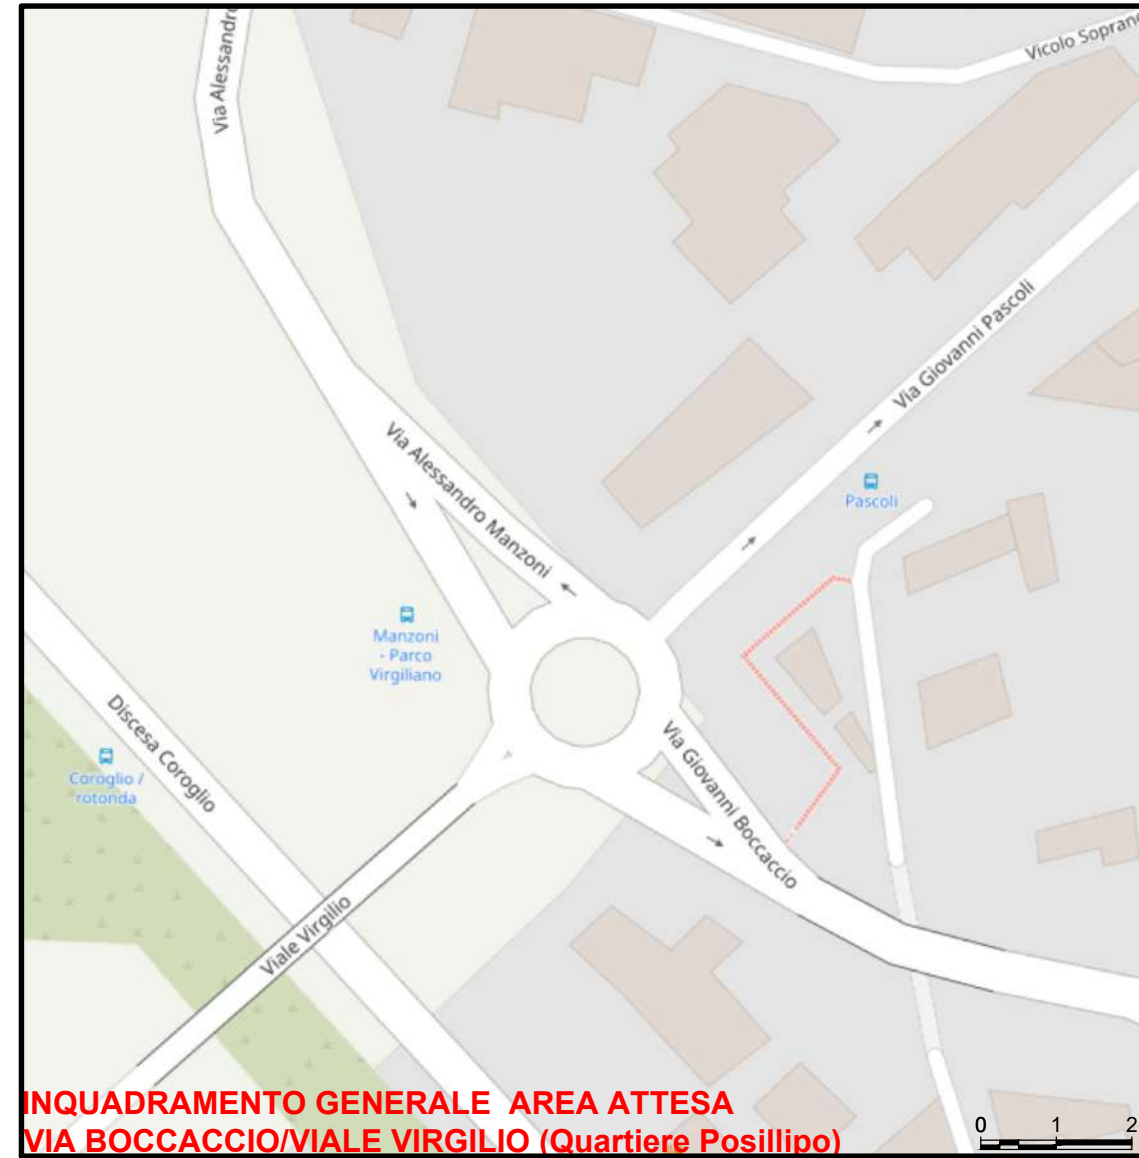 Via Alessandro
Vicolo Soprano
Via Giovanni Pascoli
Via Alessandro Manzoni
Pascoli
Manzoni
- Parco
Virgiliano
Discesa Coroglio
Coroglio /
rotonda
Via Giovanni Boccaccio
Viale Virgilio
INQUADRAMENTO GENERALE AREA ATTESA
VIA BOCCACCIO/VIALE VIRGILIO (Quartiere Posillipo)
0 1 2